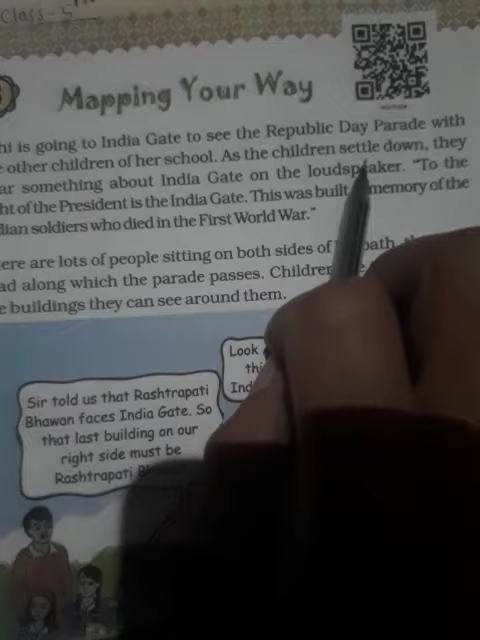 Class - 5
Mapping Your Way
hi is going to India Gate to see the Republic Day Parade with
other children of her school. As the children settle down, they
ar something about India Gate on the loudspeaker. "To the
ht of the President is the India Gate. This was built memory of the
dian soldiers who died in the First World War."
ere are lots of people sitting on both sides of path,
ad along which the parade passes. Children
e buildings they can see around them.
Look
thi
Ind
Sir told us that Rashtrapati
Bhawan faces India Gate. So
that last building on our
right side must be
Rashtrapati